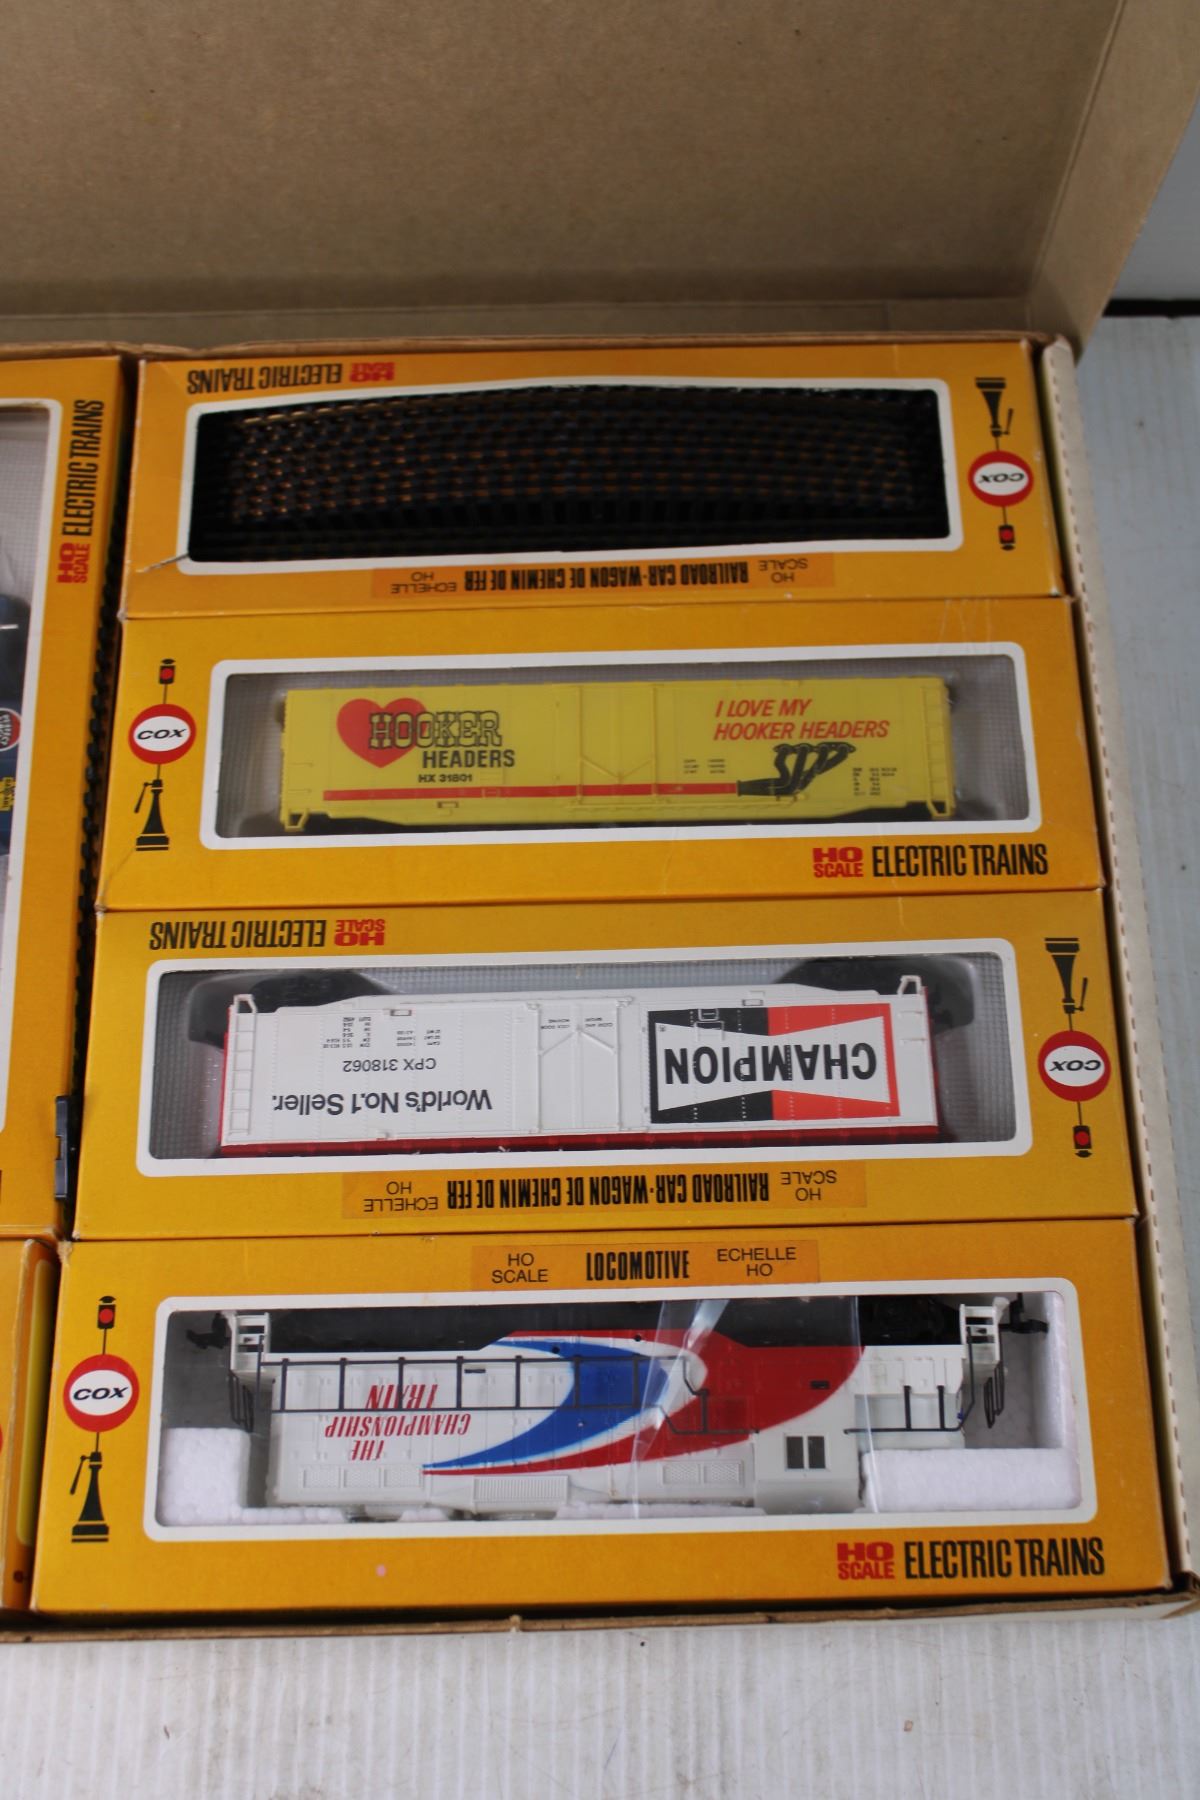 HO SCALE ELECTRIC TRAINS
HO SCALE ELECTRIC TRAINS
COX
HO SCALE RAILROAD CAR·WAGON DE CHEMIN DE FER ECHELLE HO
COX
HOOKER
HEADERS
HX 31801
I LOVE MY
HOOKER HEADERS
HO SCALE ELECTRIC TRAINS
HO SCALE ELECTRIC TRAINS
COX
CHAMPION
World's No.1 Seller.
CPX 318062
HO SCALE RAILROAD CAR·WAGON DE CHEMIN DE FER ECHELLE HO
HO SCALE LOCOMOTIVE ECHELLE HO
COX
THE
CHAMPIONSHIP
TRAIN
HO SCALE ELECTRIC TRAINS